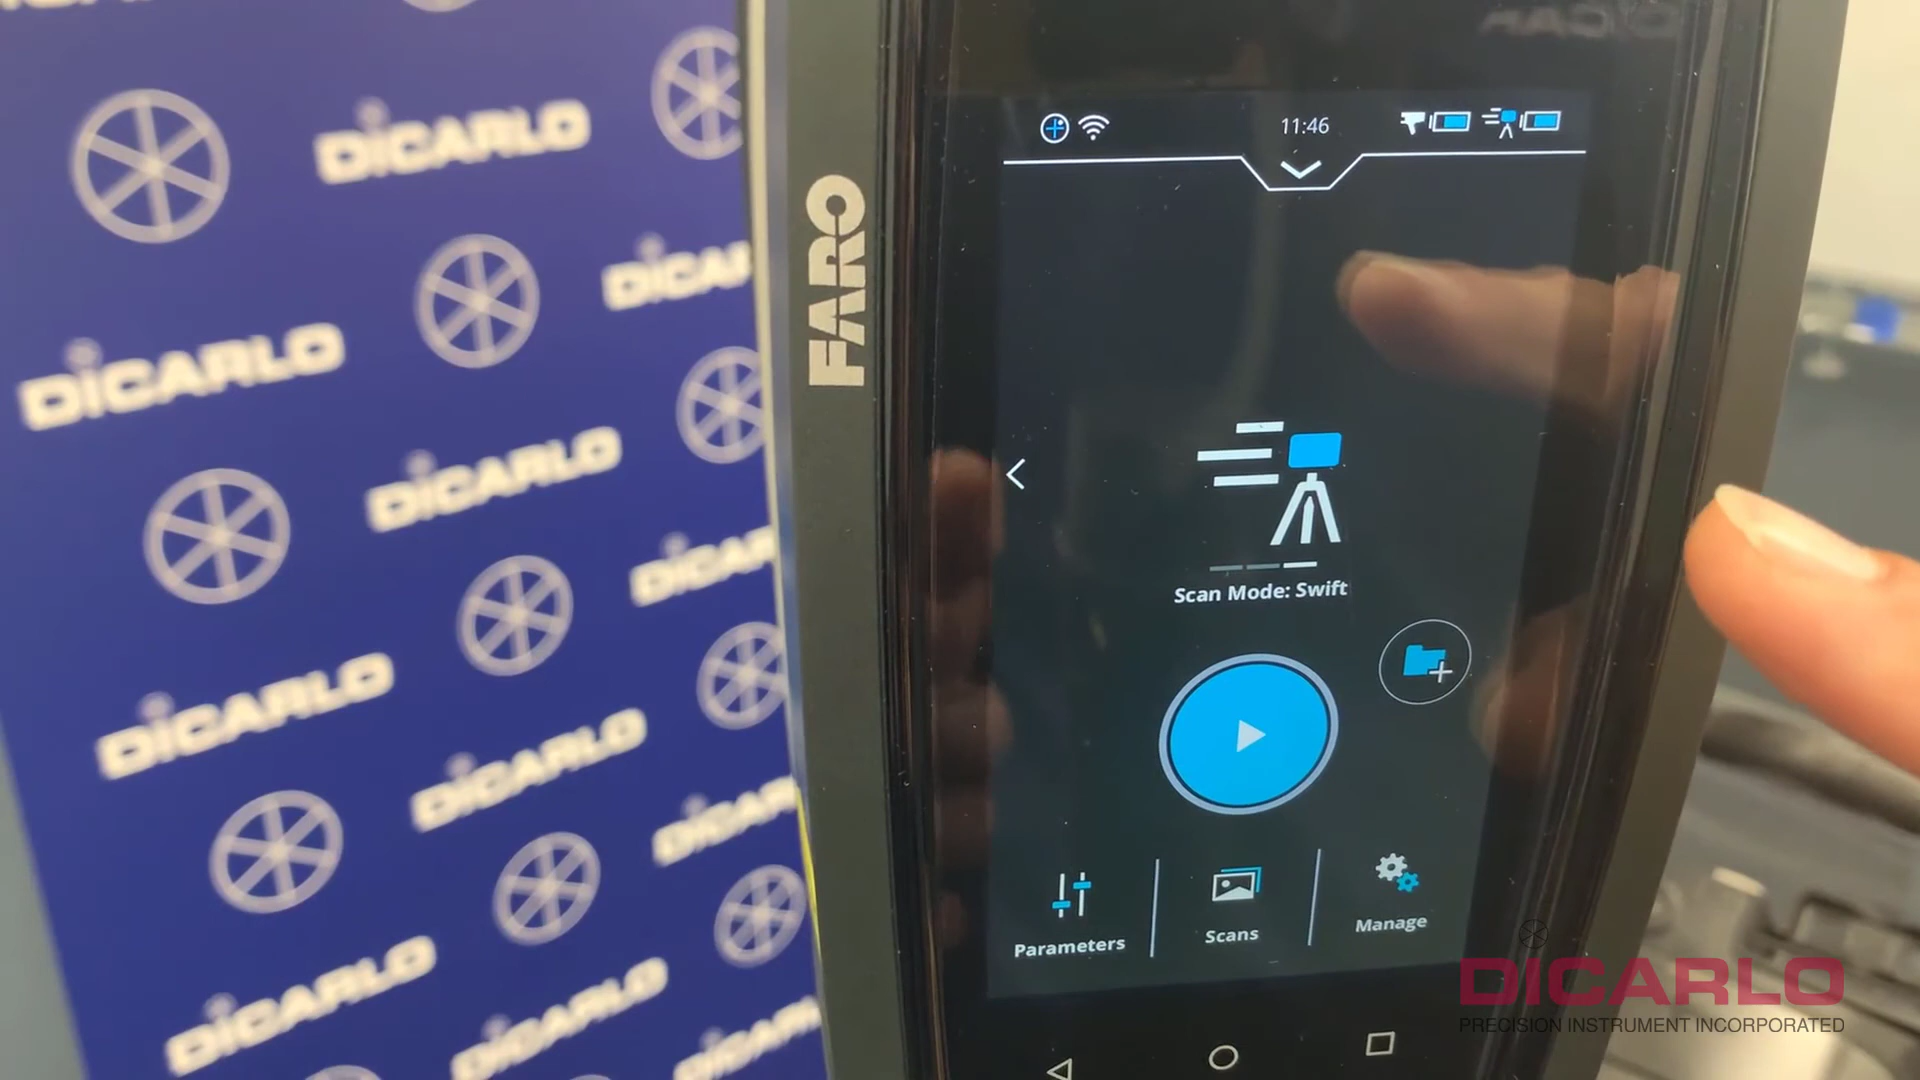 DiCARLO
DiCARLO
DiCARLO
DiCARLO
DiCARLO
DiCARLO
DiCARLO
DiCARLO
FARO
11:46
Scan Mode: Swift
Parameters
Scans
Manage
DICARLO
PRECISION INSTRUMENT INCORPORATED